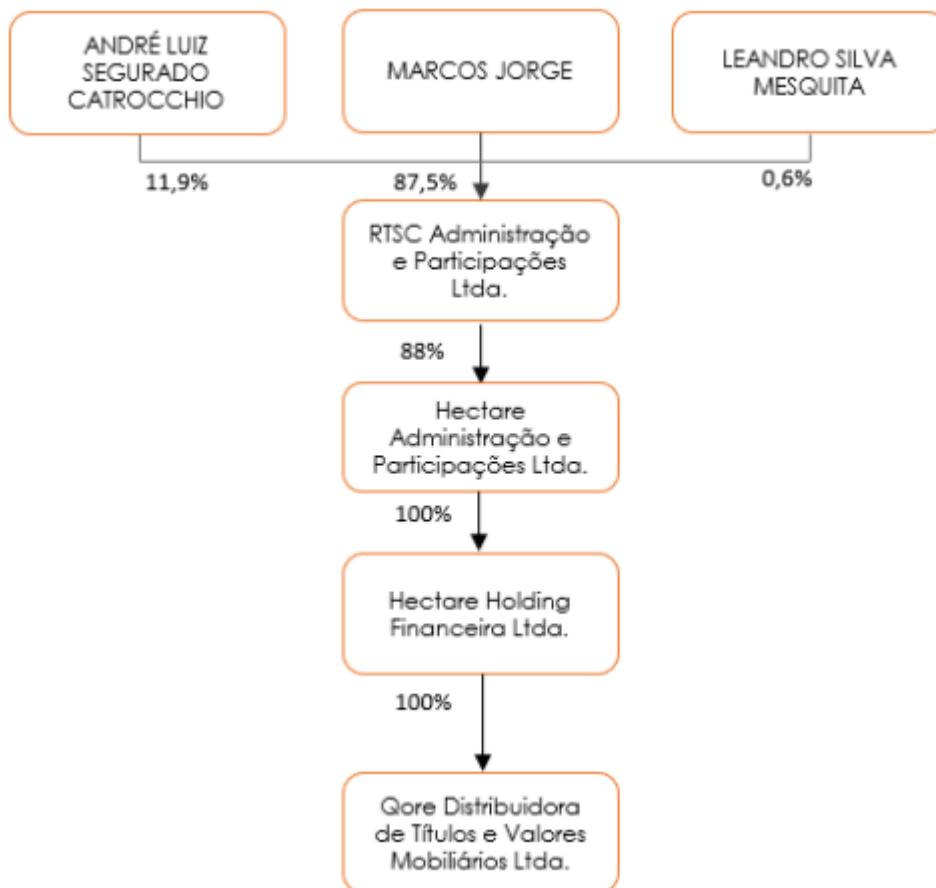 ANDRÉ LUIZ
SEGURADO
CATROCCHIO
MARCOS JORGE
LEANDRO SILVA
MESQUITA
11,9%
87,5%
0,6%
RTSC Administração
e Participações
Ltda.
88%
Hectare
Administração e
Participações Ltda.
100%
Hectare Holding
Financeira Ltda.
100%
Qore Distribuidora
de Títulos e Valores
Mobiliários Ltda.